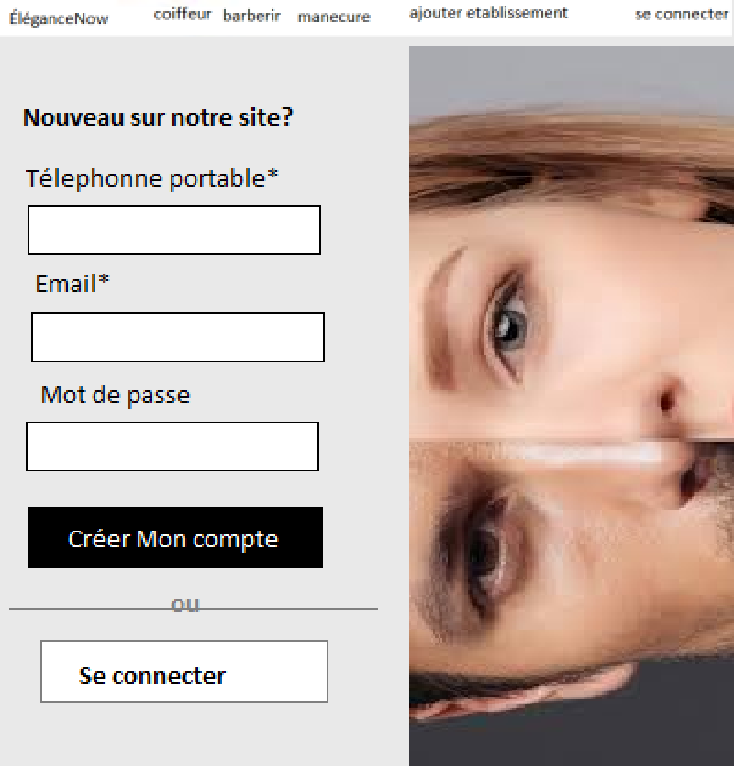 ÉléganceNow coiffeur barberir manecure ajouter etablissement se connecter
Nouveau sur notre site?
Télephonne portable*
Email*
Mot de passe
Créer Mon compte
ou
Se connecter